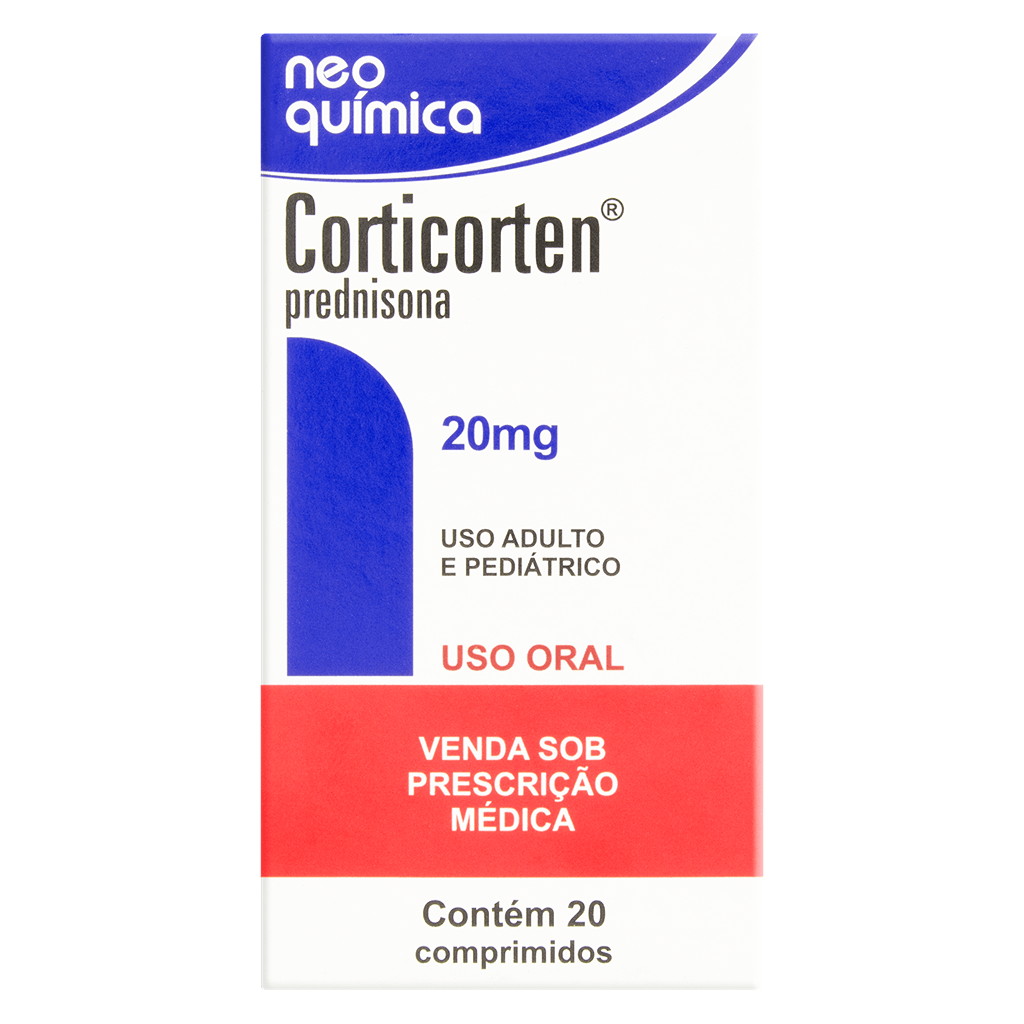 neo
química
Corticorten®
prednisona
20mg
USO ADULTO
E PEDIÁTRICO
USO ORAL
VENDA SOB
PRESCRIÇÃO
MÉDICA
Contém 20
comprimidos